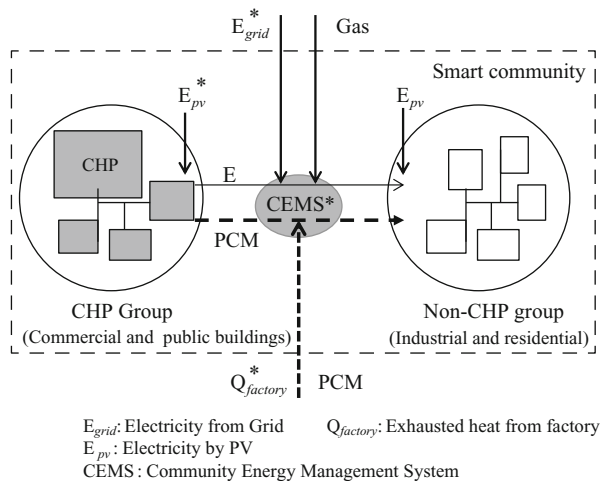 E*grid Gas
Smart community
E*pv
Epv
CHP
E
CEMS*
PCM
CHP Group
(Commercial and public buildings)
Non-CHP group
(Industrial and residential)
Q*factory PCM
Egrid: Electricity from Grid Qfactory: Exhausted heat from factory
Epv: Electricity by PV
CEMS: Community Energy Management System